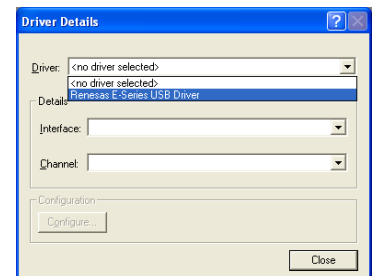 Driver Details
Driver: <no driver selected>
<no driver selected>
Renesas E-Series USB Driver
Details
Interface:
Channel:
Configuration
Configure...
Close